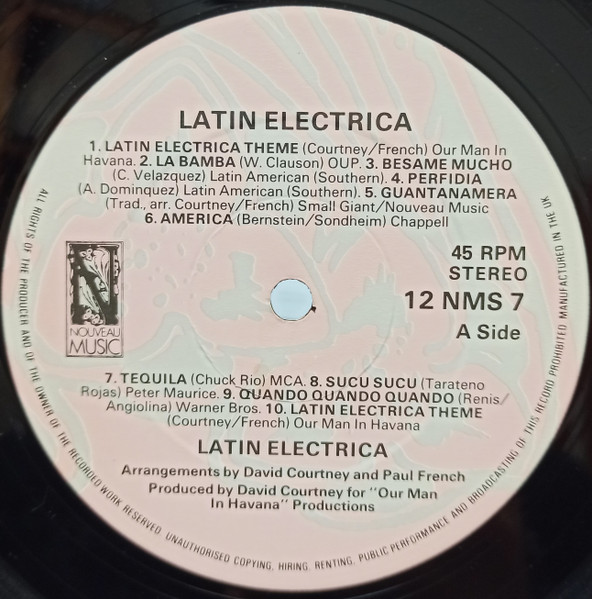 LATIN ELECTRICA
1. LATIN ELECTRICA THEME (Courtney/French) Our Man In
Havana. 2. LA BAMBA (W. Clauson) OUP. 3. BESAME MUCHO
(C. Velazquez) Latin American (Southern). 4. PERFIDIA
(A. Dominquez) Latin American (Southern). 5. GUANTANAMERA
(Trad., arr. Courtney/French) Small Giant/Nouveau Music
6. AMERICA (Bernstein/Sondheim) Chappell
N
NOUVEAU
MUSIC
45 RPM
STEREO
12 NMS 7
A Side
7. TEQUILA (Chuck Rio) MCA. 8. SUCU SUCU (Tarateno
Rojas) Peter Maurice. 9. QUANDO QUANDO QUANDO (Renis/
Angiolina) Warner Bros. 10. LATIN ELECTRICA THEME
(Courtney/French) Our Man In Havana
LATIN ELECTRICA
Arrangements by David Courtney and Paul French
Produced by David Courtney for "Our Man
In Havana" Productions
ALL RIGHTS OF THE PRODUCER AND OF THE OWNER OF THE RECORDED WORK RESERVED. UNAUTHORISED COPYING, HIRING, RENTING, PUBLIC PERFORMANCE AND BROADCASTING OF THIS RECORD PROHIBITED MANUFACTURED IN THE UK